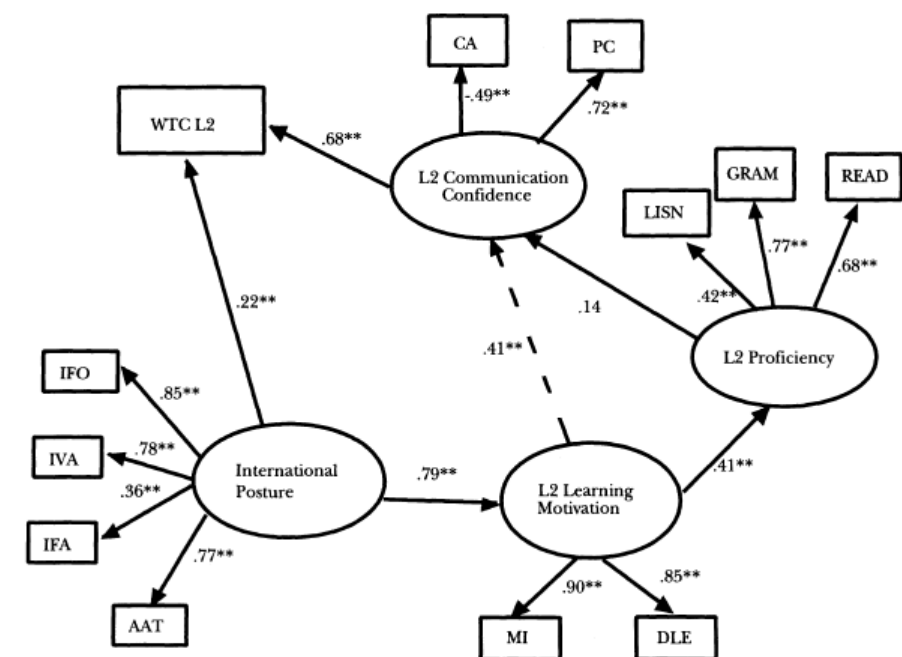 CA
PC
-.49**
.72**
WTC L2
.68**
L2 Communication
Confidence
GRAM
READ
LISN
.77**
.68**
.42**
.22**
.14
.41**
L2 Proficiency
IFO
.85**
IVA
.78**
.36**
International
Posture
.79**
.41**
L2 Learning
Motivation
IFA
.77**
.90**
.85**
AAT
MI
DLE